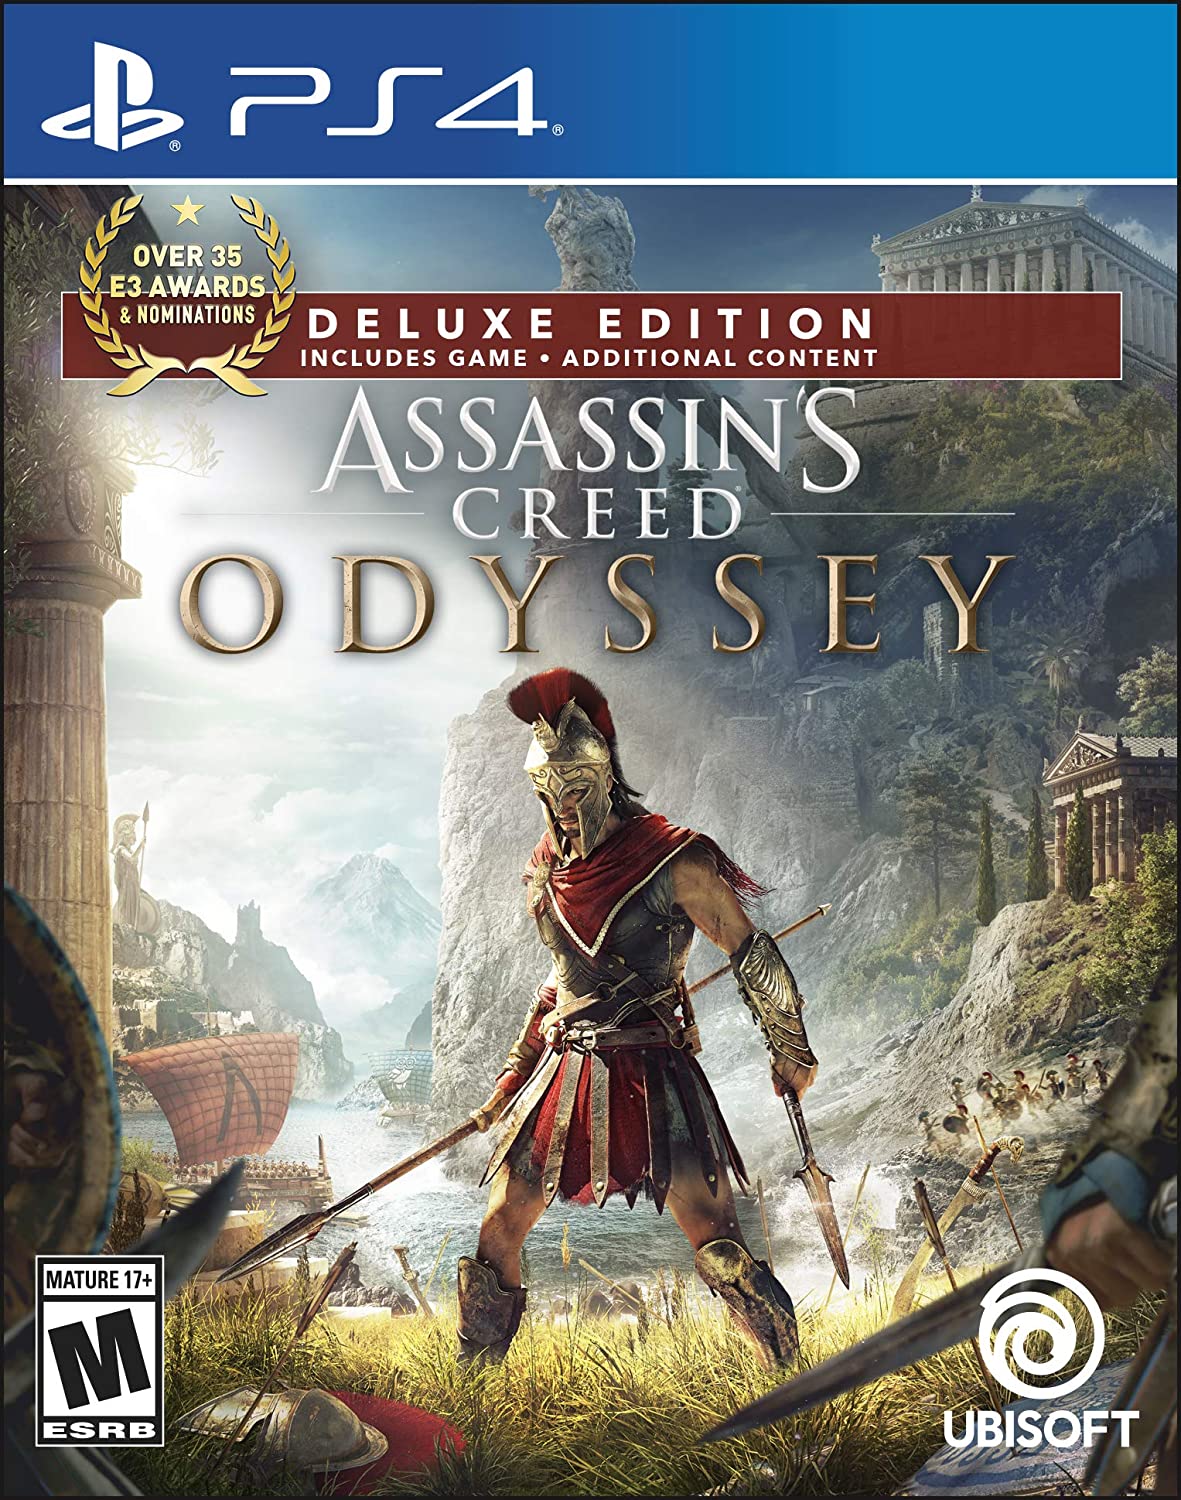 PS4
OVER 35
E3 AWARDS
& NOMINATIONS
DELUXE EDITION
INCLUDES GAME • ADDITIONAL CONTENT
ASSASSIN'S
CREED®
ODYSSEY
MATURE 17+
M
ESRB
UBISOFT